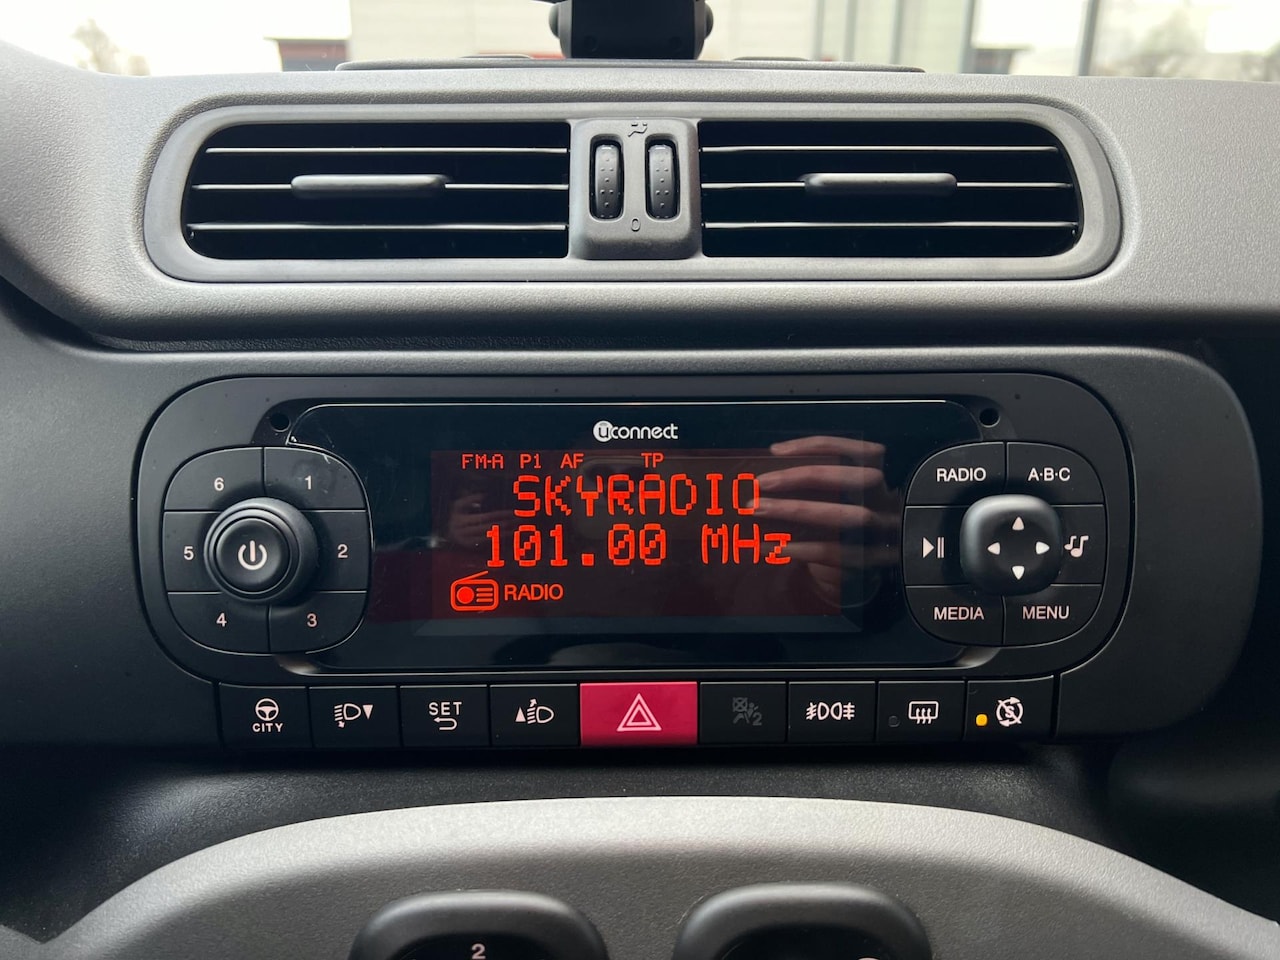 0
uconnect
FM-A P1 AF TP
SKYRADIO
101.00 MHz
RADIO
6 1
5 2
4 3
RADIO A·B·C
MEDIA MENU
CITY
SET
2
2